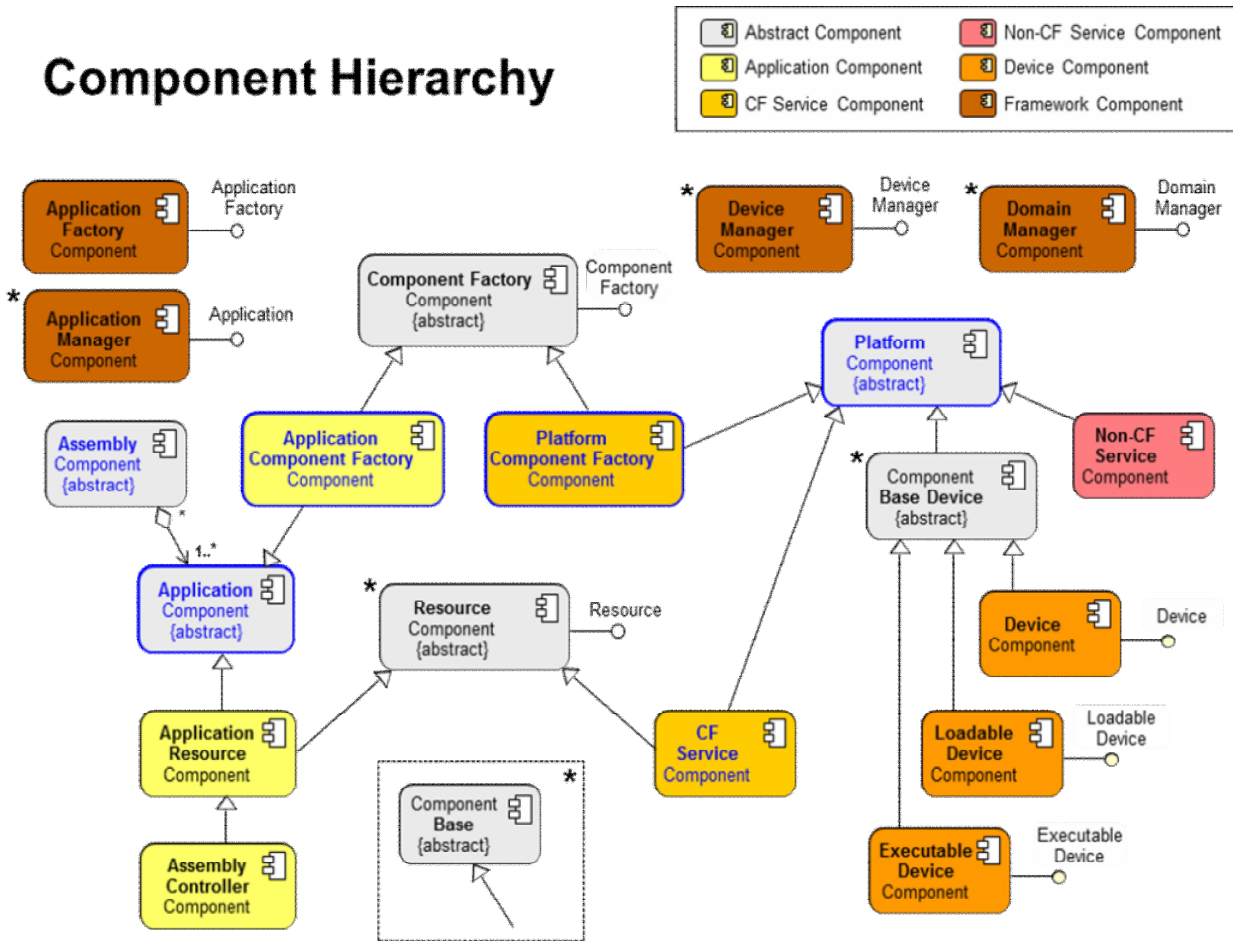 Component Hierarchy
Abstract Component
Non-CF Service Component
Application Component
Device Component
CF Service Component
Framework Component
Application
Factory
Component
Application
Factory
*
Application
Manager
Component
Application
Component Factory
Component
{abstract}
Component
Factory
*
Device
Manager
Component
Device
Manager
*
Domain
Manager
Component
Domain
Manager
Platform
Component
{abstract}
Assembly
Component
{abstract}
*
1..*
Application
Component Factory
Component
Platform
Component Factory
Component
*
Component
Base Device
{abstract}
Non-CF
Service
Component
Application
Component
{abstract}
*
Resource
Component
{abstract}
Resource
Device
Component
Device
Application
Resource
Component
CF
Service
Component
Loadable
Device
Component
Loadable
Device
*
Component
Base
{abstract}
Assembly
Controller
Component
Executable
Device
Component
Executable
Device